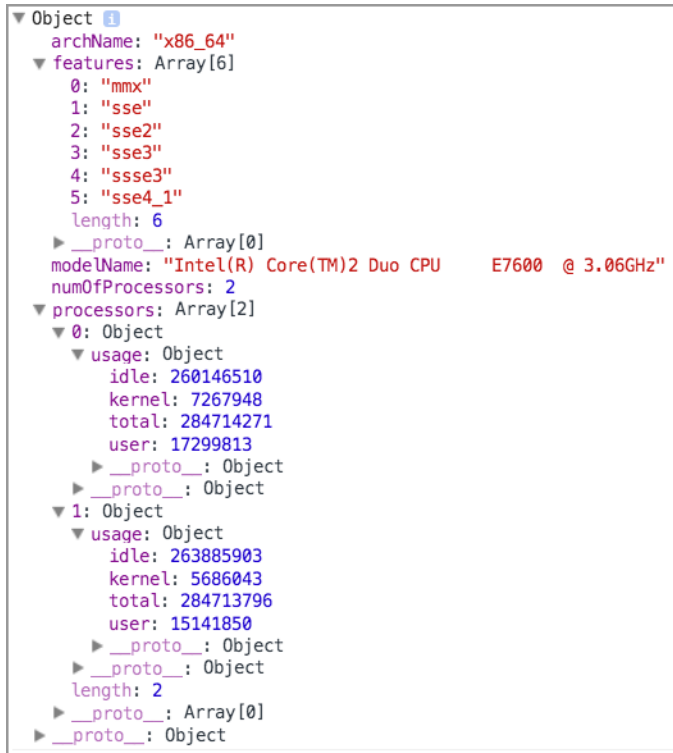 ▼ Object i
archName: "x86_64"
▼ features: Array[6]
0: "mmx"
1: "sse"
2: "sse2"
3: "sse3"
4: "ssse3"
5: "sse4_1"
length: 6
▶ __proto__: Array[0]
modelName: "Intel(R) Core(TM)2 Duo CPU     E7600  @ 3.06GHz"
numOfProcessors: 2
▼ processors: Array[2]
▼ 0: Object
▼ usage: Object
idle: 260146510
kernel: 7267948
total: 284714271
user: 17299813
▶ __proto__: Object
▶ __proto__: Object
▼ 1: Object
▼ usage: Object
idle: 263885903
kernel: 5686043
total: 284713796
user: 15141850
▶ __proto__: Object
▶ __proto__: Object
length: 2
▶ __proto__: Array[0]
▶ __proto__: Object